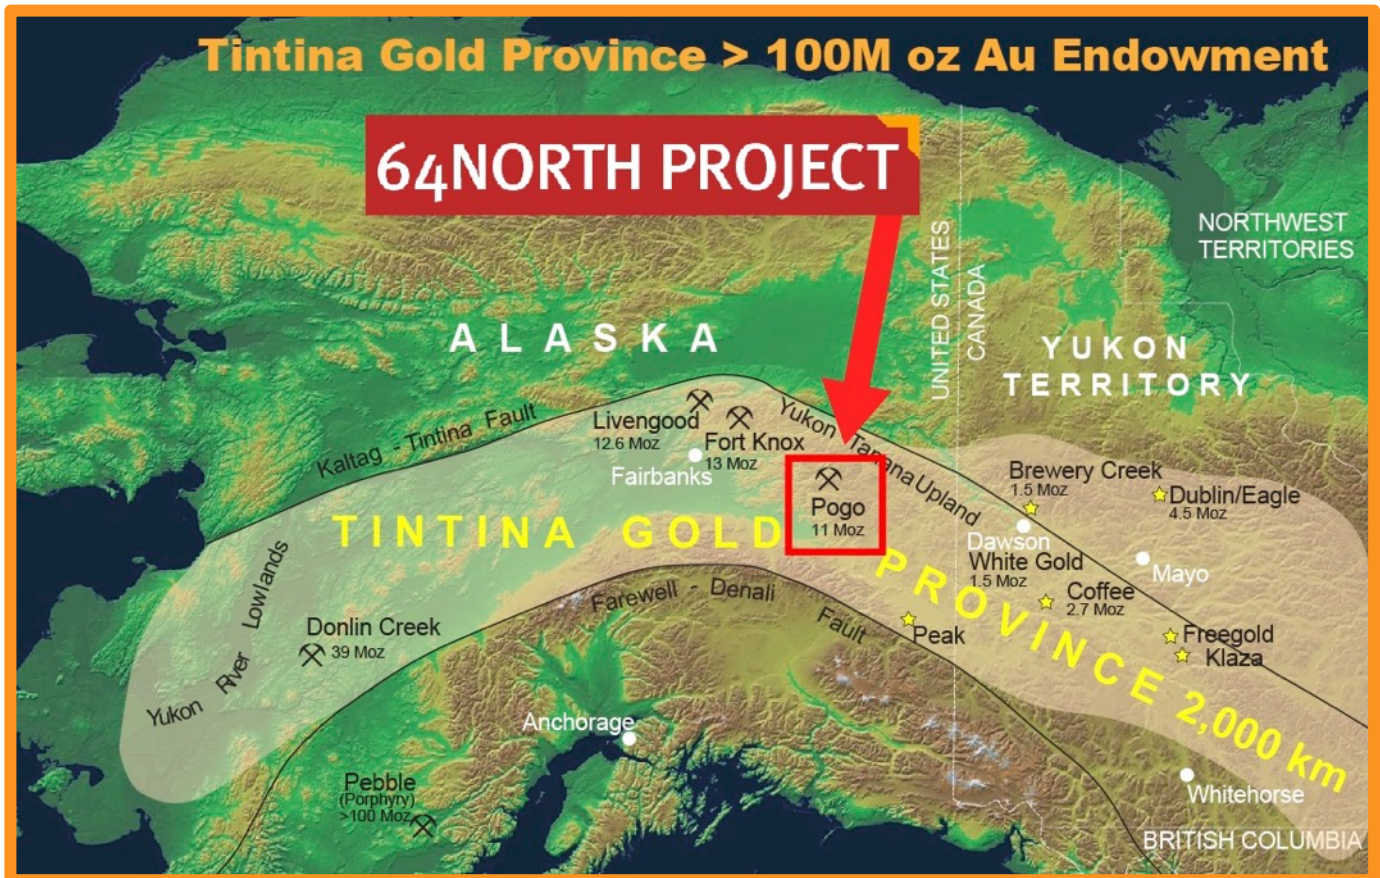 Tintina Gold Province > 100M oz Au Endowment
64NORTH PROJECT
NORTHWEST
TERRITORIES
UNITED STATES
CANADA
ALASKA
YUKON
TERRITORY
Kaltag - Tintina Fault
Livengood
12.6 Moz
Fort Knox
13 Moz
Fairbanks
Yukon - Tanana Upland
Pogo
11 Moz
Brewery Creek
1.5 Moz
Dublin/Eagle
4.5 Moz
Dawson
Mayo
White Gold
1.5 Moz
Coffee
2.7 Moz
TINTINA GOLD PROVINCE 2,000 km
Yukon River Lowlands
Farewell - Denali Fault
Peak
Freegold
Klaza
Donlin Creek
39 Moz
Anchorage
Pebble
(Porphyry)
>100 Moz
Whitehorse
BRITISH COLUMBIA